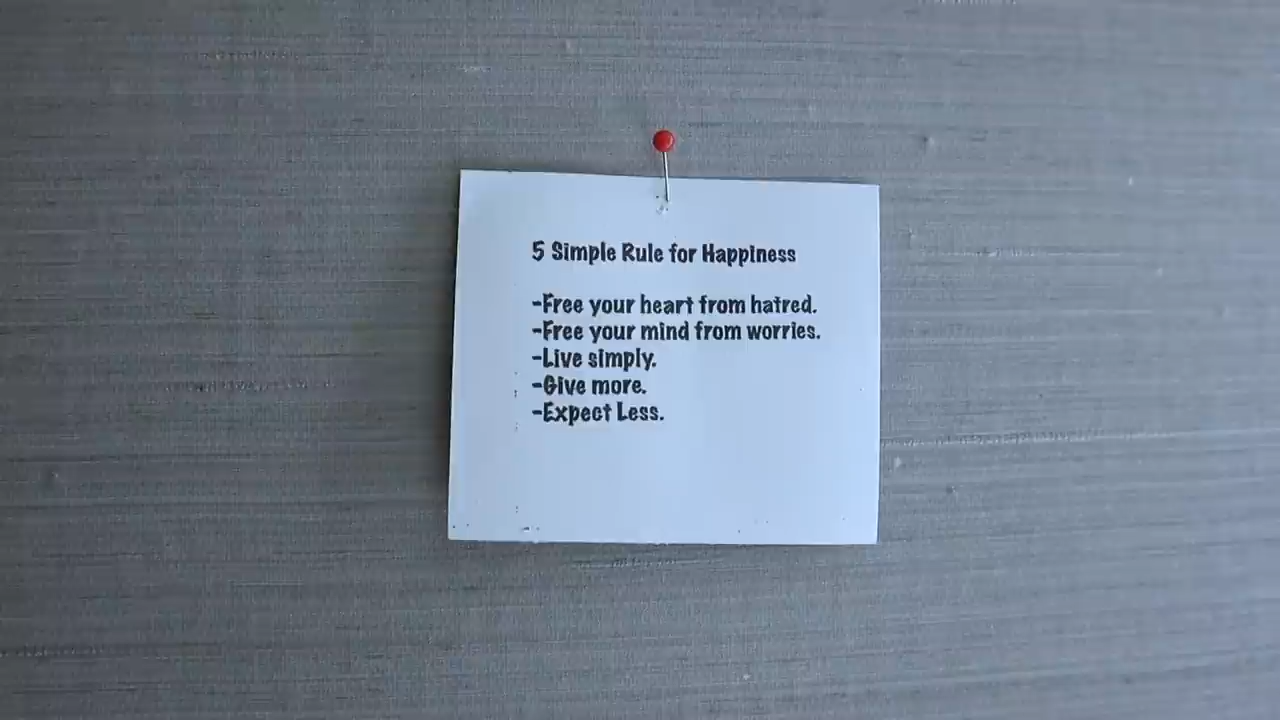 5 Simple Rule for Happiness
-Free your heart from hatred.
-Free your mind from worries.
-Live simply.
-Give more.
-Expect Less.